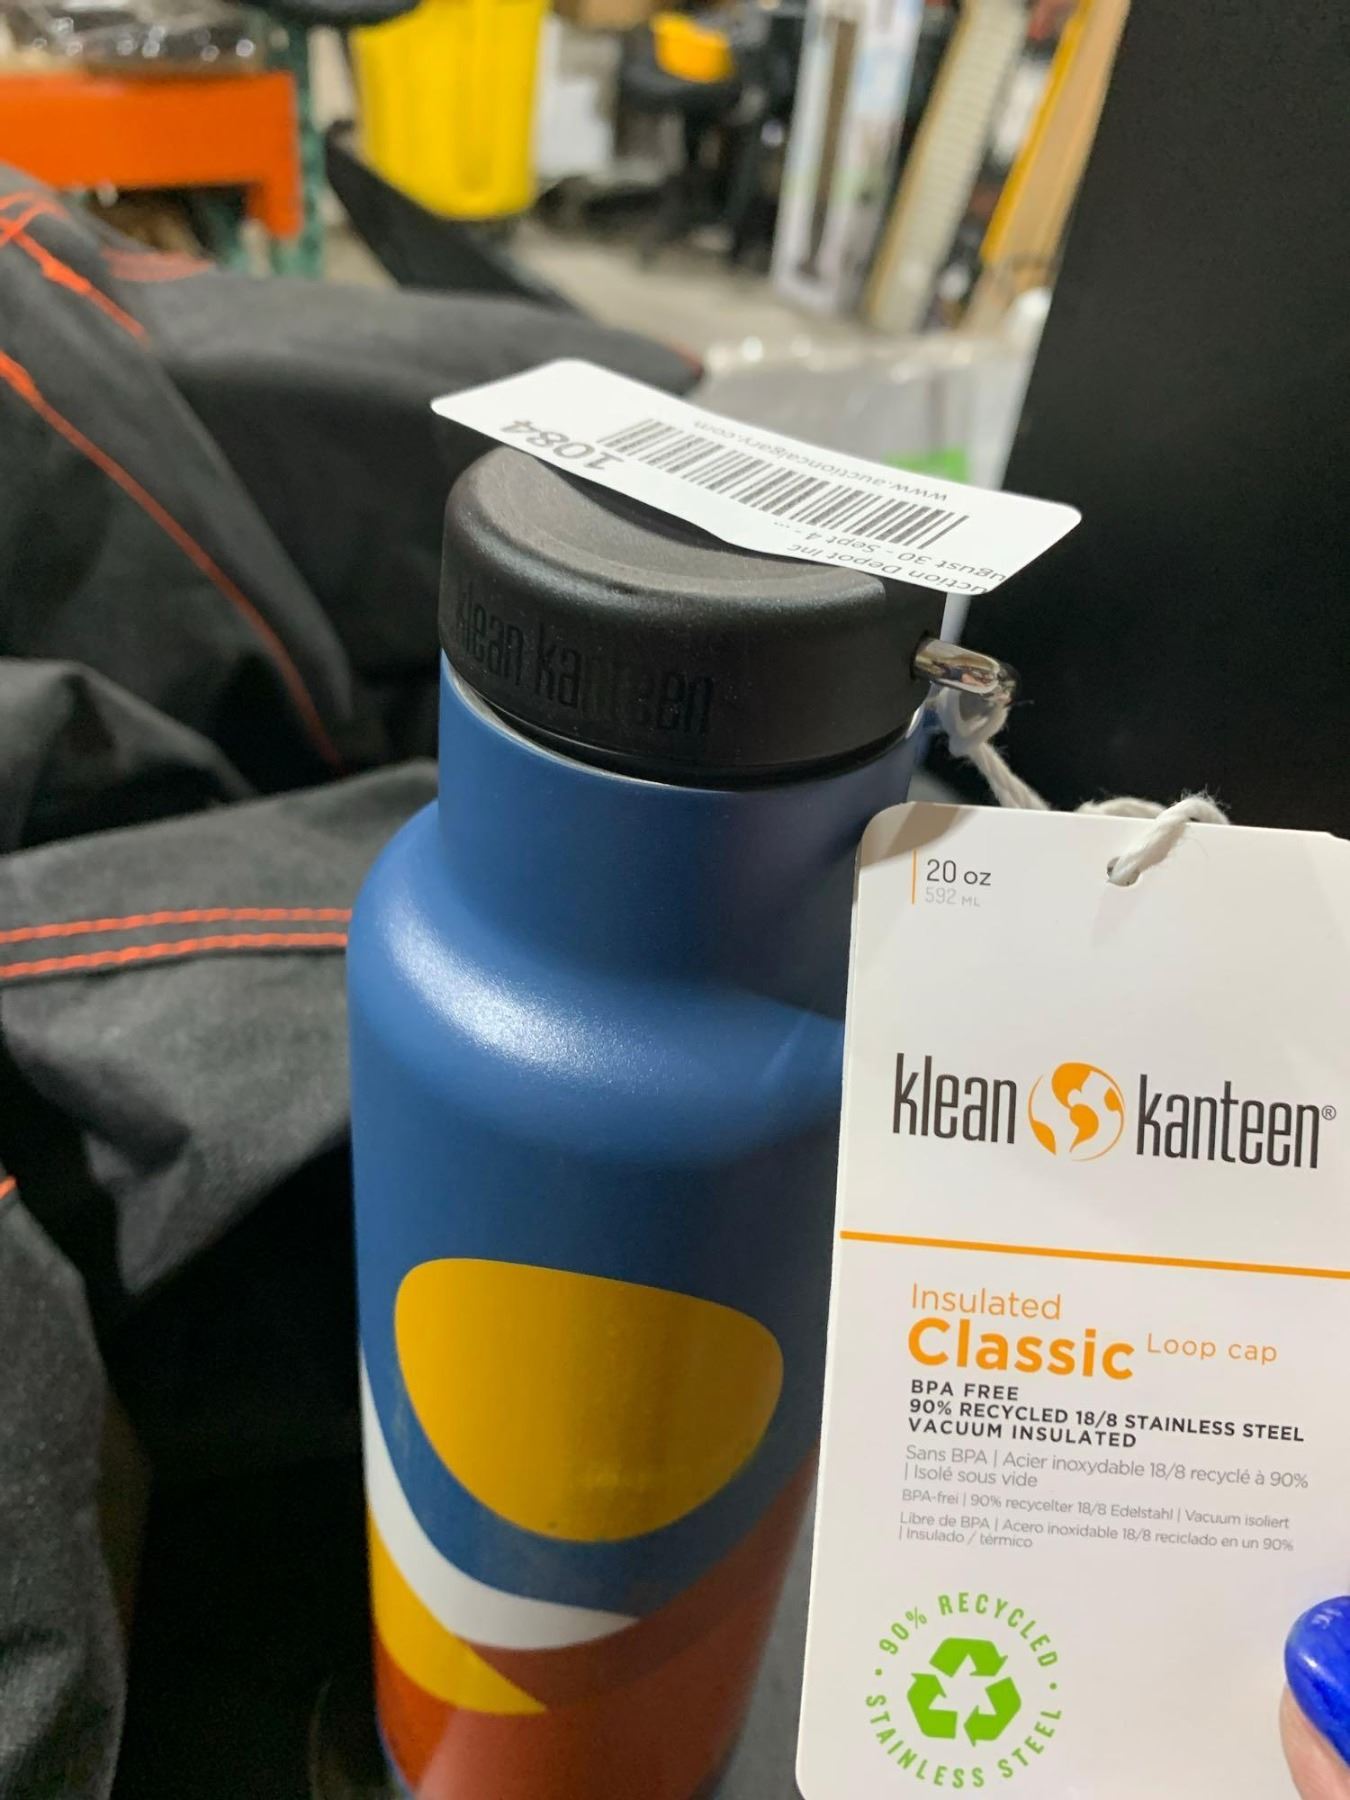 1084
www.auctioncalgary.com
uction Depot Inc
ugust 30 - Sept 4 - ...
klean kanteen
20 oz
592 ML
klean kanteen®
Insulated
Classic Loop cap
BPA FREE
90% RECYCLED 18/8 STAINLESS STEEL
VACUUM INSULATED
Sans BPA | Acier inoxydable 18/8 recyclé à 90%
| Isolé sous vide
BPA-frei | 90% recycelter 18/8 Edelstahl | Vacuum isoliert
Libre de BPA | Acero inoxidable 18/8 reciclado en un 90%
| Insulado / térmico
90% RECYCLED • STAINLESS STEEL •